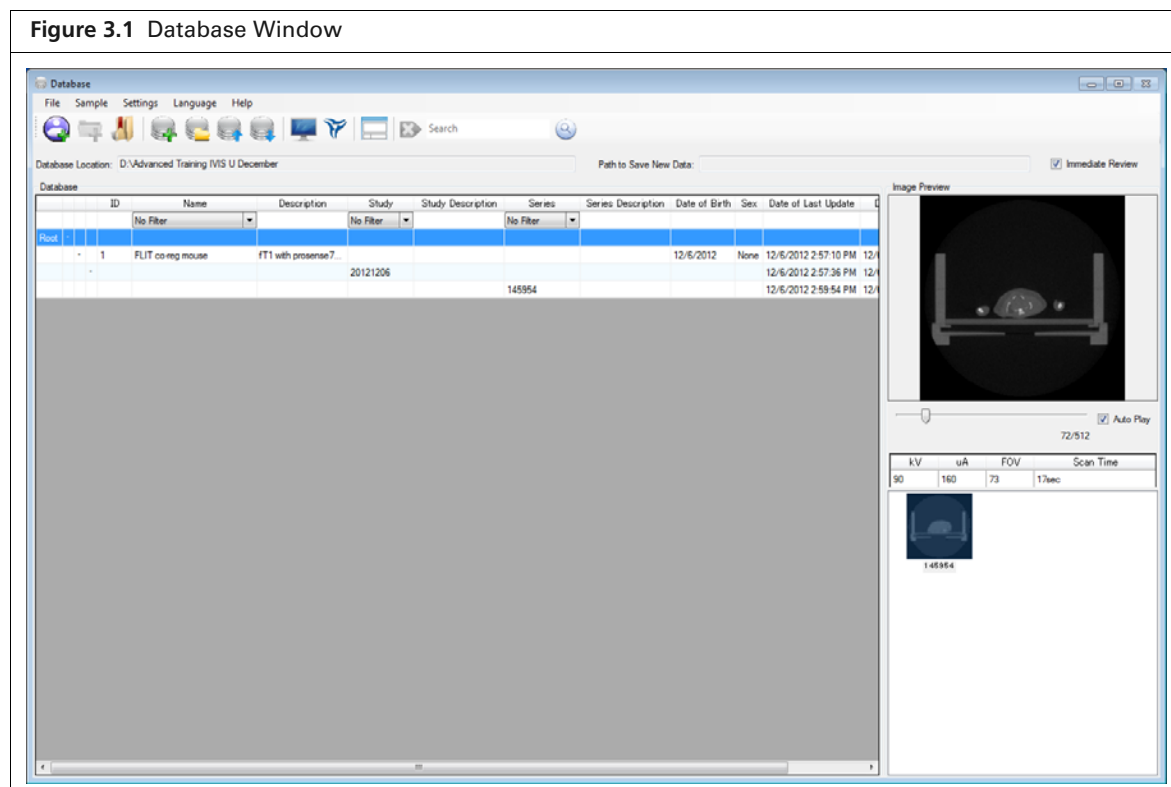 Figure 3.1 Database Window
Database
File Sample Settings Language Help
Search
Database Location: D:\Advanced Training IVIS U December
Path to Save New Data:
Immediate Review
Database
Image Preview
ID Name Description Study Study Description Series Series Description Date of Birth Sex Date of Last Update D
No Filter No Filter No Filter
Root
1 FLIT co-reg mouse fT1 with prosense7... 12/6/2012 None 12/6/2012 2:57:10 PM 12/
20121206 12/6/2012 2:57:36 PM 12/
145954 12/6/2012 2:59:54 PM 12/
Auto Play
72/512
kV uA FOV Scan Time
90 160 73 17sec
145954